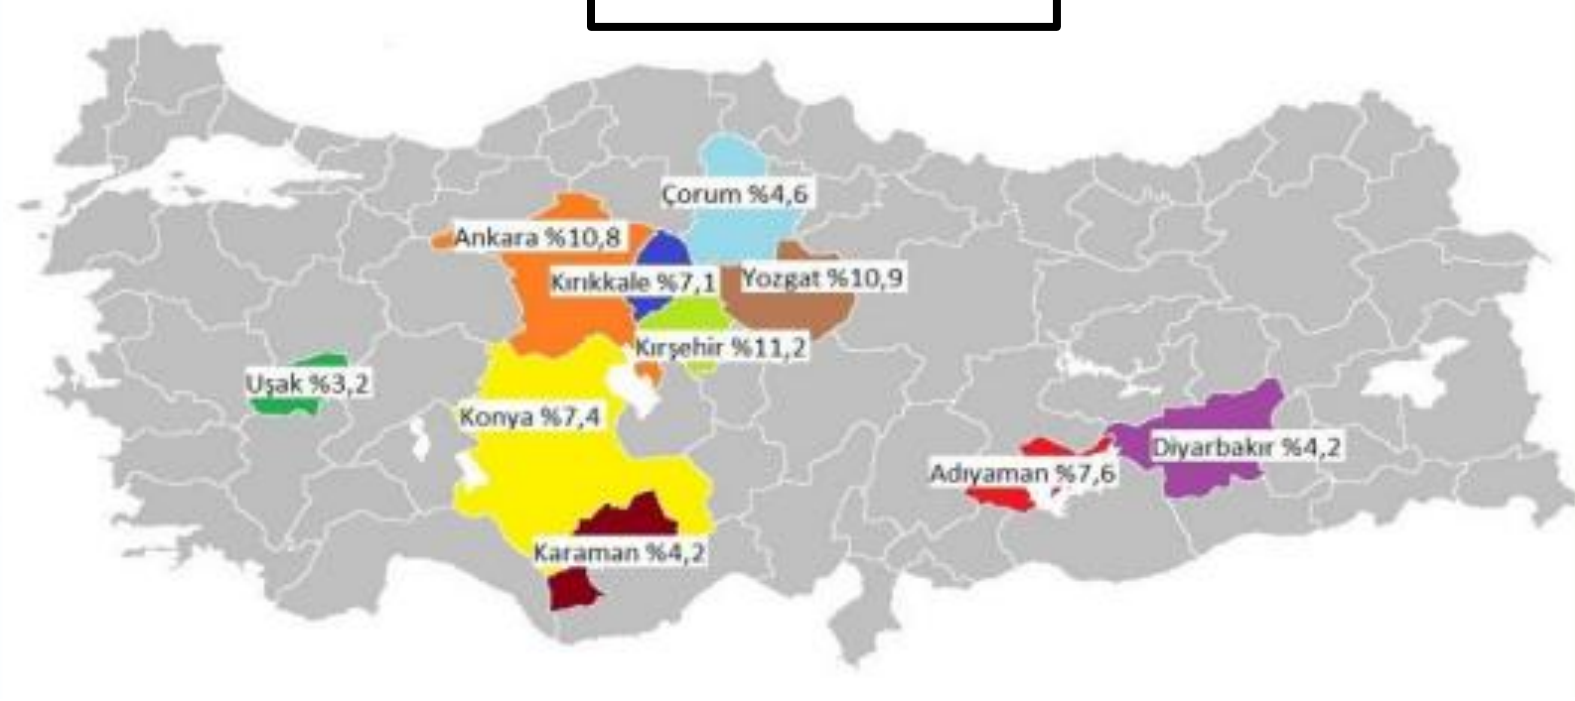 Çorum %4,6
Ankara %10,8
Kırıkkale %7,1
Yozgat %10,9
Kırşehir %11,2
Uşak %3,2
Konya %7,4
Diyarbakır %4,2
Adıyaman %7,6
Karaman %4,2